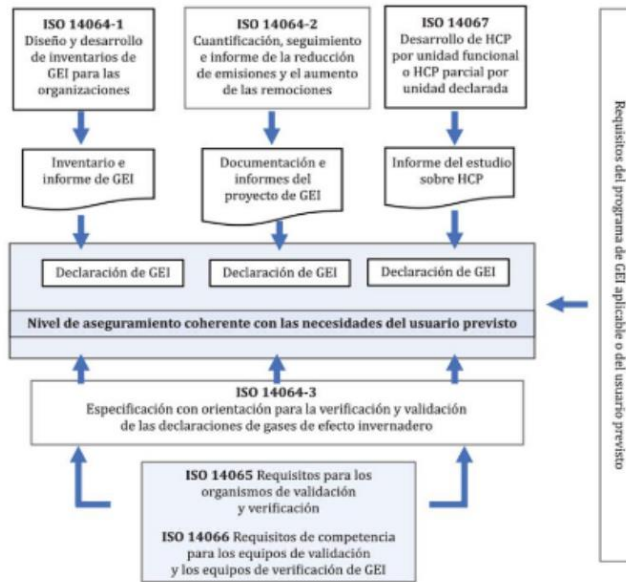 ISO 14064-1
Diseño y desarrollo
de inventarios de
GEI para las
organizaciones
ISO 14064-2
Cuantificación, seguimiento
e informe de la reducción
de emisiones y el aumento
de las remociones
ISO 14067
Desarrollo de HCP
por unidad funcional
o HCP parcial por
unidad declarada
Inventario e
informe de GEI
Documentación e
informes del
proyecto de GEI
Informe del estudio
sobre HCP
Declaración de GEI
Declaración de GEI
Declaración de GEI
Nivel de aseguramiento coherente con las necesidades del usuario previsto
ISO 14064-3
Especificación con orientación para la verificación y validación
de las declaraciones de gases de efecto invernadero
ISO 14065 Requisitos para los
organismos de validación
y verificación
ISO 14066 Requisitos de competencia
para los equipos de validación
y los equipos de verificación de GEI
Requisitos del programa de GEI aplicable o del usuario previsto